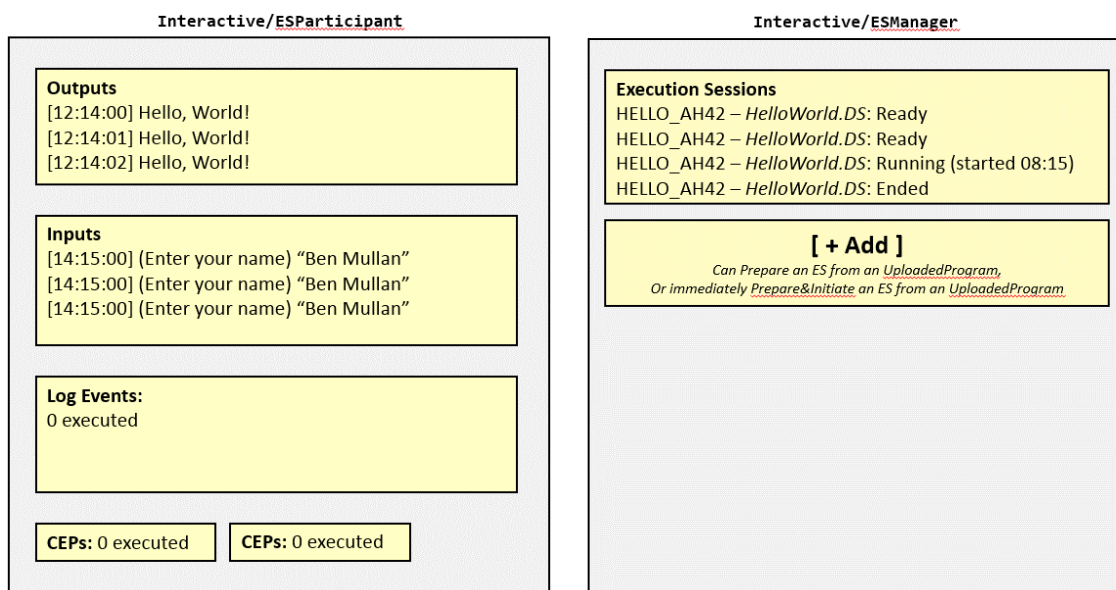 Interactive/ESParticipant
Outputs
[12:14:00] Hello, World!
[12:14:01] Hello, World!
[12:14:02] Hello, World!
Inputs
[14:15:00] (Enter your name) “Ben Mullan”
[14:15:00] (Enter your name) “Ben Mullan”
[14:15:00] (Enter your name) “Ben Mullan”
Log Events:
0 executed
CEPs: 0 executed
CEPs: 0 executed
Interactive/ESManager
Execution Sessions
HELLO_AH42 – HelloWorld.DS: Ready
HELLO_AH42 – HelloWorld.DS: Ready
HELLO_AH42 – HelloWorld.DS: Running (started 08:15)
HELLO_AH42 – HelloWorld.DS: Ended
[ + Add ]
Can Prepare an ES from an UploadedProgram,
Or immediately Prepare&Initiate an ES from an UploadedProgram